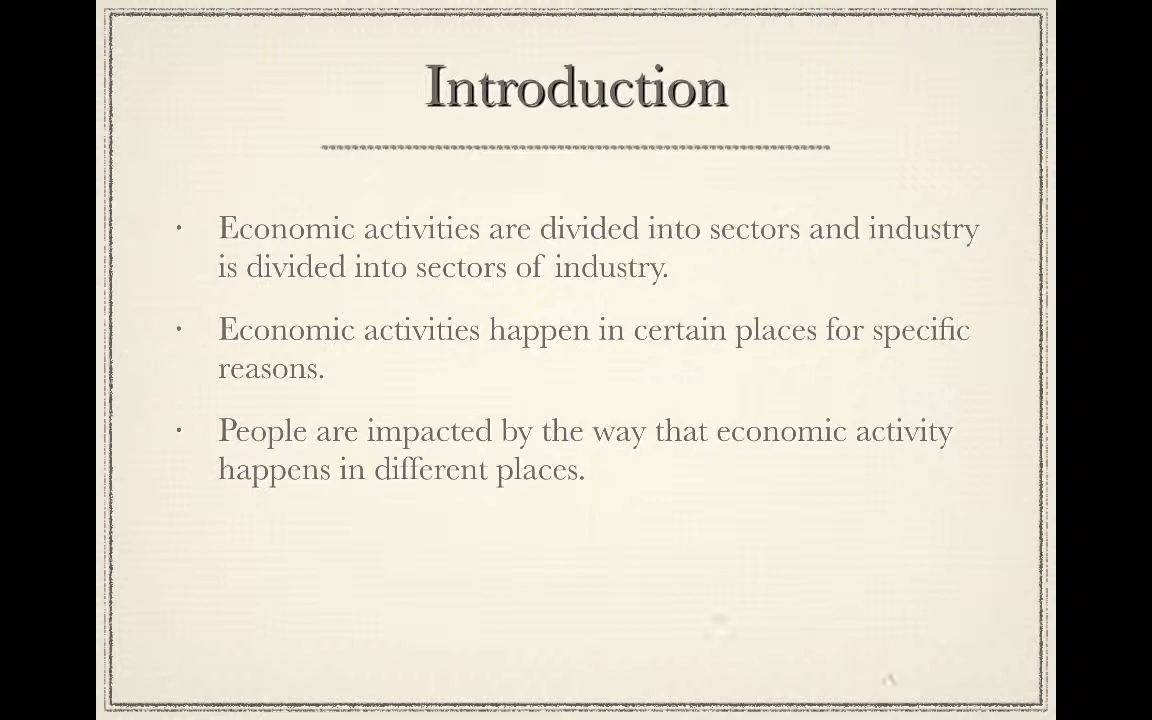 Introduction
· Economic activities are divided into sectors and industry
is divided into sectors of industry.
· Economic activities happen in certain places for specific
reasons.
· People are impacted by the way that economic activity
happens in different places.